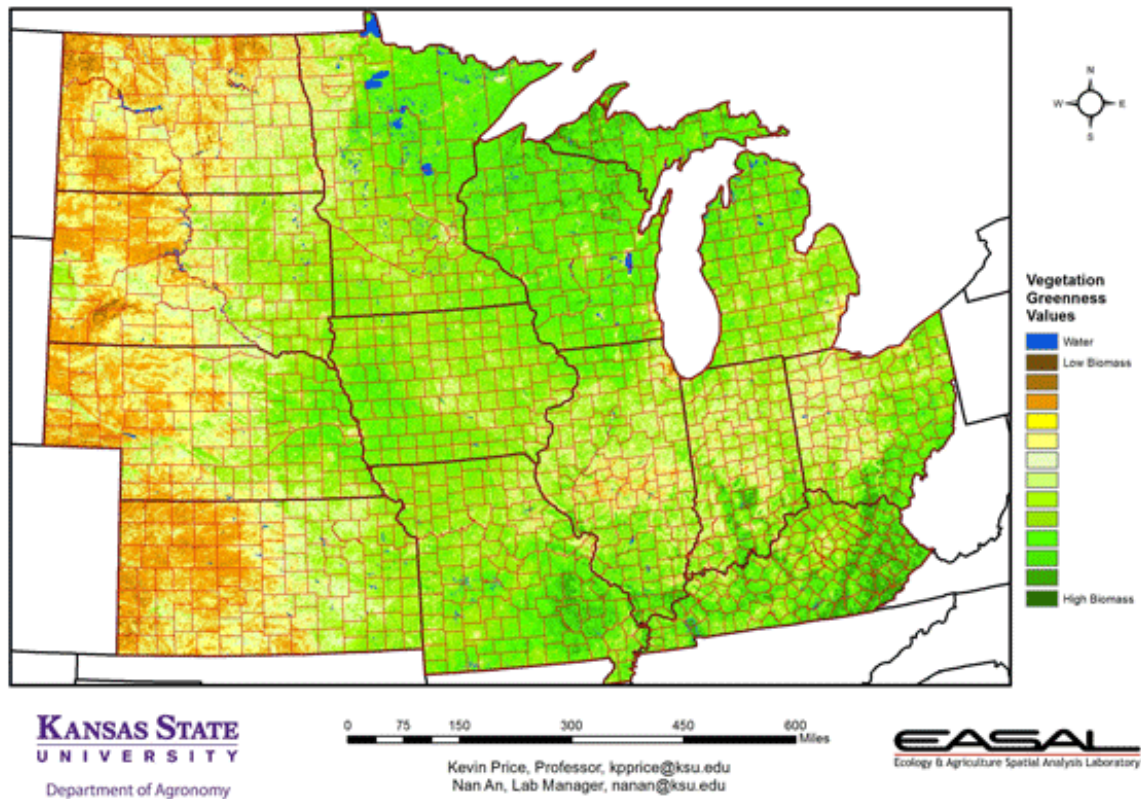 N
W E
S
Vegetation
Greenness
Values
Water
Low Biomass
High Biomass
KANSAS STATE
UNIVERSITY
Department of Agronomy
0 75 150 300 450 600
Miles
Kevin Price, Professor, kpprice@ksu.edu
Nan An, Lab Manager, nanan@ksu.edu
EASAL
Ecology & Agriculture Spatial Analysis Laboratory